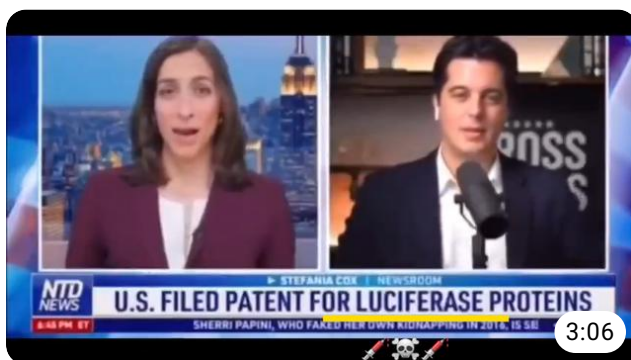 ROSS
S
▶ STEFANIA COX | NEWSROOM
NTD
NEWS
U.S. FILED PATENT FOR LUCIFERASE PROTEINS
6:45 PM ET
SHERRI PAPINI, WHO FAKED HER OWN KIDNAPPING IN 2016, IS SE
3:06